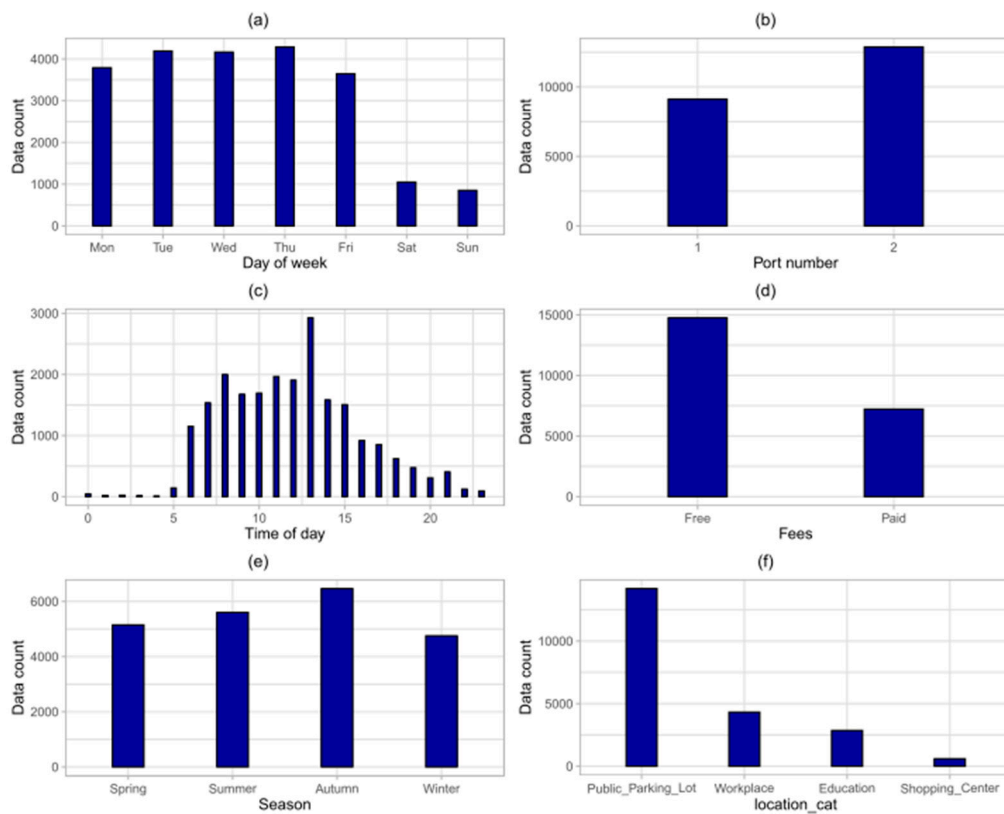 (a)
4000
3000
2000
1000
0
Data count
Mon Tue Wed Thu Fri Sat Sun
Day of week
(b)
10000
5000
0
Data count
1 2
Port number
(c)
3000
2000
1000
0
Data count
0 5 10 15 20
Time of day
(d)
15000
10000
5000
0
Data count
Free Paid
Fees
(e)
6000
4000
2000
0
Data count
Spring Summer Autumn Winter
Season
(f)
10000
5000
0
Data count
Public_Parking_Lot Workplace Education Shopping_Center
location_cat